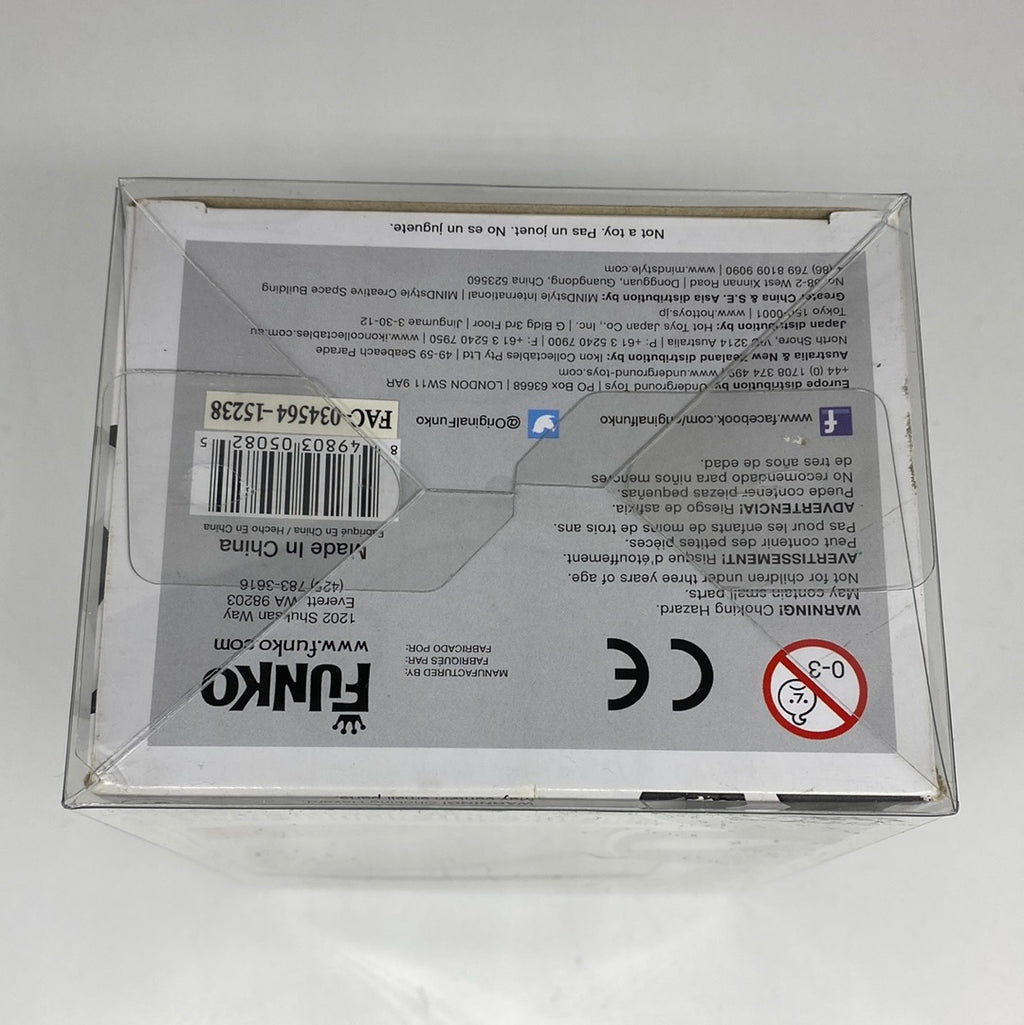 FUNKO
www.funko.com
1202 Shuksan Way
Everett WA 98203
(425) 783-3616
Made In China
Fabriqué En China / Hecho En China
8 49803 05082 5
FAC-034564-15238
MANUFACTURED BY:
FABRIQUÉS PAR:
FABRICADO POR:
CE
0-3
WARNING! Choking Hazard.
May contain small parts.
Not for children under three years of age.
AVERTISSEMENT! Risque d'étouffement.
Peut contenir des petites pièces.
Pas pour les enfants de moins de trois ans.
ADVERTENCIA! Riesgo de asfixia.
Puede contener piezas pequeñas.
No recomendado para niños menores
de tres años de edad.
f www.facebook.com/originalfunko
@OriginalFunko
Europe distribution by: Underground Toys | PO Box 63668 | LONDON SW11 9AR
+44 (0) 1708 374 499 www.underground-toys.com
Australia & New Zealand distribution by: Ikon Collectables Pty Ltd | 49-59 Seabeach Parade
North Shore, VIC 3214 Australia | P: +61 3 5240 7900 | F: +61 3 5240 7950 | www.ikoncollectables.com.au
Japan distribution by: Hot Toys Japan Co., Inc. | G Bldg 3rd Floor | Jingumae 3-30-12
Tokyo 150-0001 | www.hottoys.jp
Greater China & S.E. Asia distribution by: MINDstyle International | MINDstyle Creative Space Building
No.38-2 West Xinnan Road | Dongguan, Guangdong, China 523560
+ (86) 769 8109 9090 | www.mindstyle.com
Not a toy. Pas un jouet. No es un juguete.